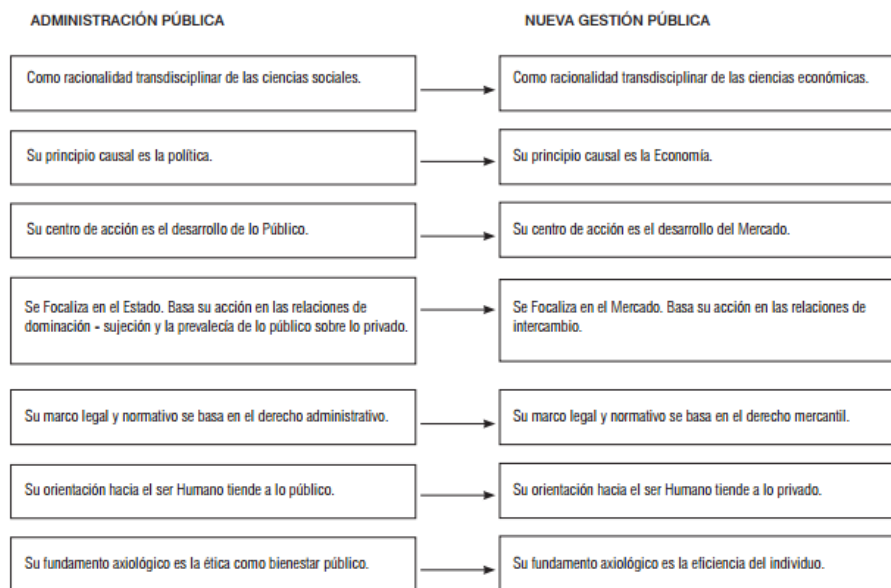 ADMINISTRACIÓN PÚBLICA
NUEVA GESTIÓN PÚBLICA
Como racionalidad transdisciplinar de las ciencias sociales.
Como racionalidad transdisciplinar de las ciencias económicas.
Su principio causal es la política.
Su principio causal es la Economía.
Su centro de acción es el desarrollo de lo Público.
Su centro de acción es el desarrollo del Mercado.
Se Focaliza en el Estado. Basa su acción en las relaciones de
dominación - sujeción y la prevalecía de lo público sobre lo privado.
Se Focaliza en el Mercado. Basa su acción en las relaciones de
intercambio.
Su marco legal y normativo se basa en el derecho administrativo.
Su marco legal y normativo se basa en el derecho mercantil.
Su orientación hacia el ser Humano tiende a lo público.
Su orientación hacia el ser Humano tiende a lo privado.
Su fundamento axiológico es la ética como bienestar público.
Su fundamento axiológico es la eficiencia del individuo.